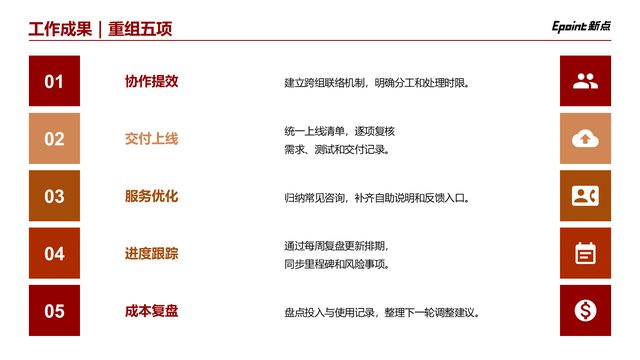 工作成果｜重组五项
Epoint新点
01
协作提效
建立跨组联络机制，明确分工和处理时限。
02
交付上线
统一上线清单，逐项复核
需求、测试和交付记录。
03
服务优化
归纳常见咨询，补齐自助说明和反馈入口。
04
进度跟踪
通过每周复盘更新排期，
同步里程碑和风险事项。
05
成本复盘
盘点投入与使用记录，整理下一轮调整建议。